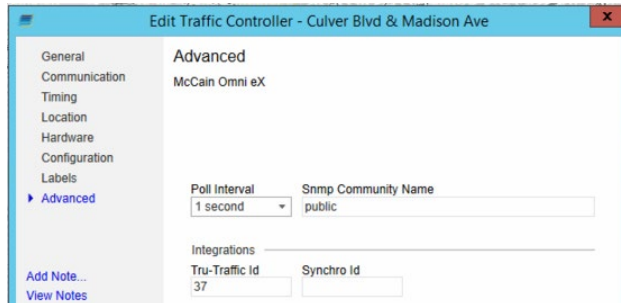 Edit Traffic Controller - Culver Blvd & Madison Ave
x
General
Communication
Timing
Location
Hardware
Configuration
Labels
Advanced
Add Note...
View Notes
Advanced
McCain Omni eX
Poll Interval Snmp Community Name
1 second public
Integrations
Tru-Traffic Id Synchro Id
37